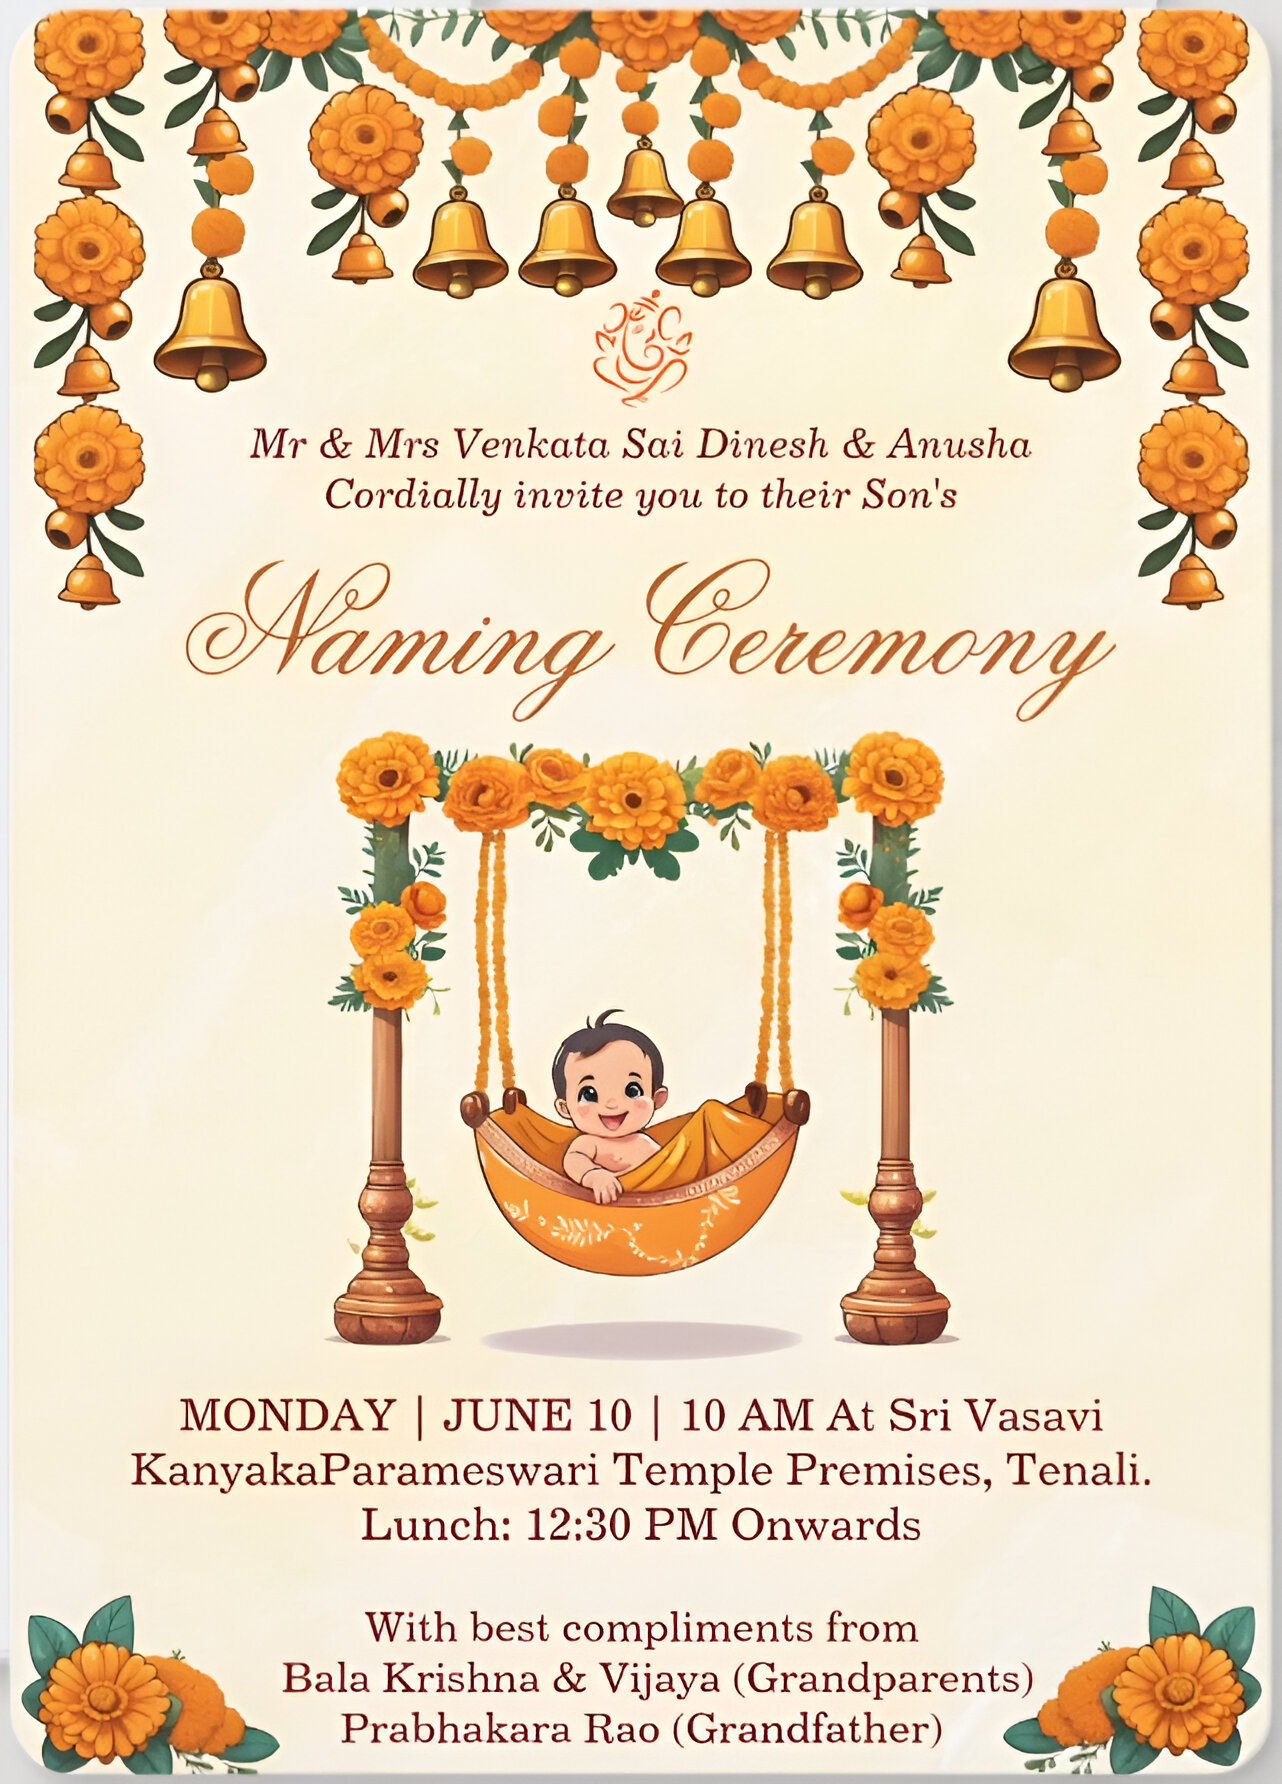 Mr & Mrs Venkata Sai Dinesh & Anusha
Cordially invite you to their Son's
Naming Ceremony
MONDAY | JUNE 10 | 10 AM At Sri Vasavi
KanyakaParameswari Temple Premises, Tenali.
Lunch: 12:30 PM Onwards
With best compliments from
Bala Krishna & Vijaya (Grandparents)
Prabhakara Rao (Grandfather)